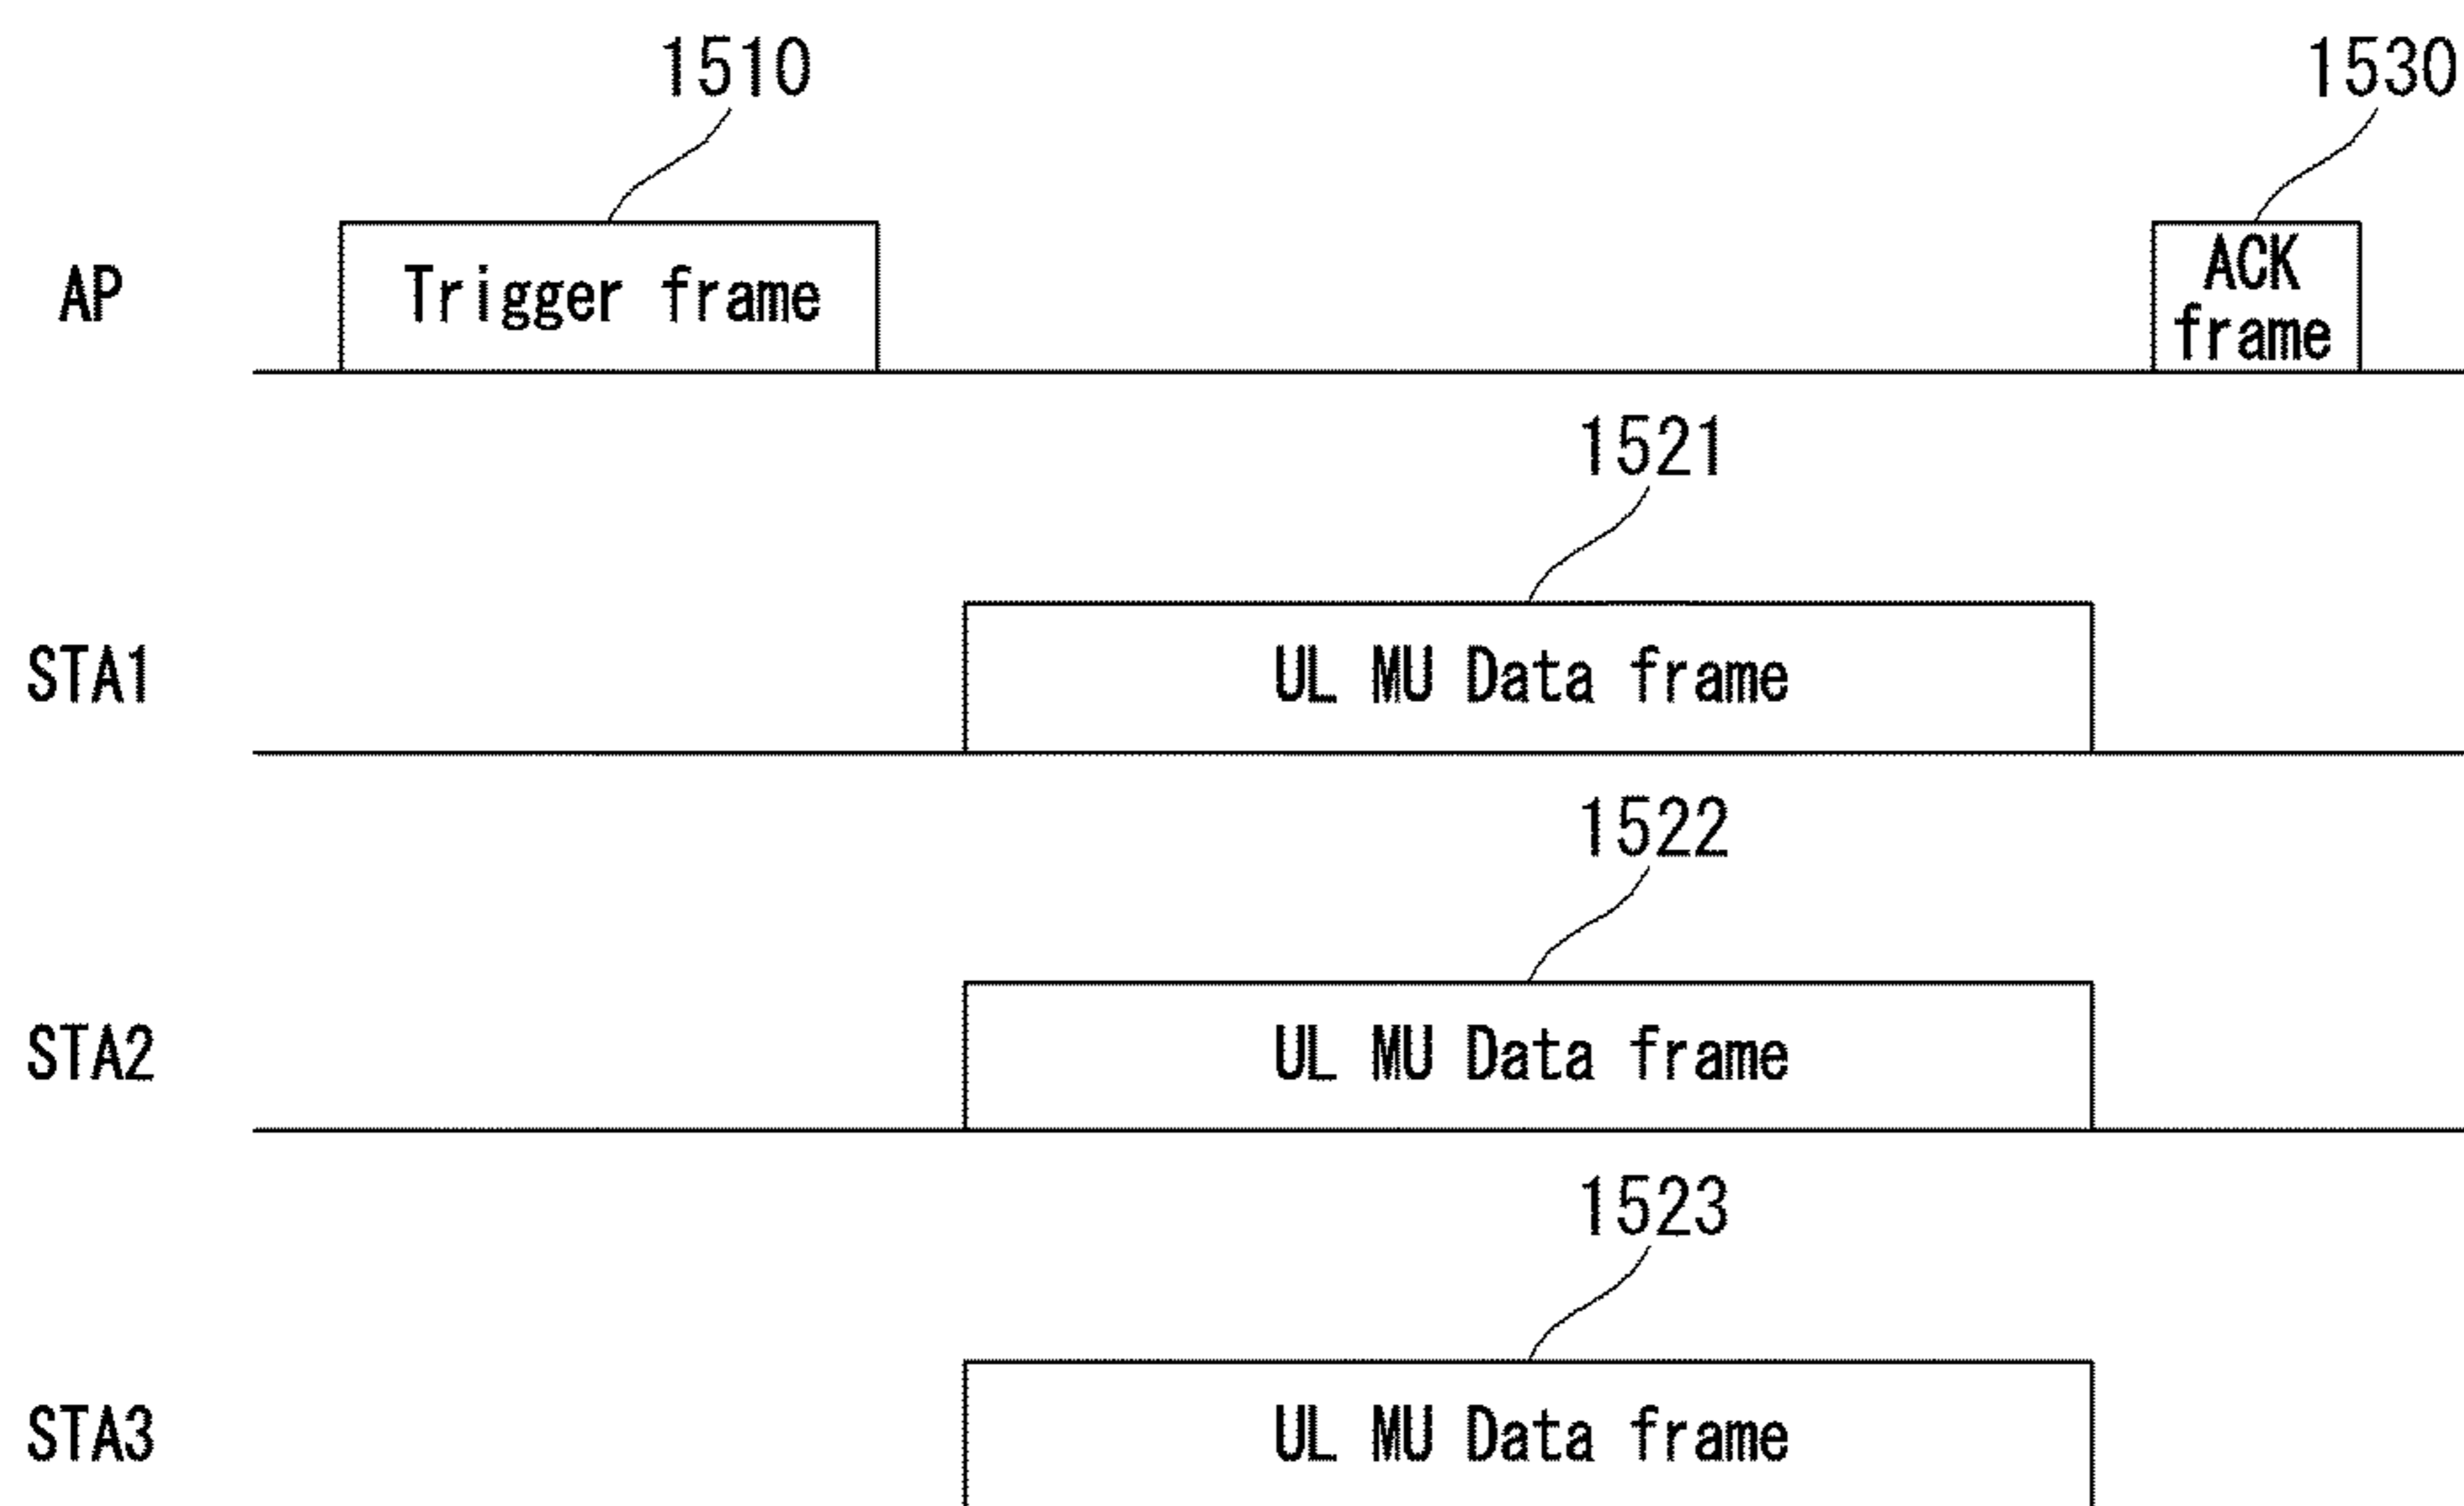 1510
1530
AP
Trigger frame
ACK
frame
1521
STA1
UL MU Data frame
1522
STA2
UL MU Data frame
1523
STA3
UL MU Data frame